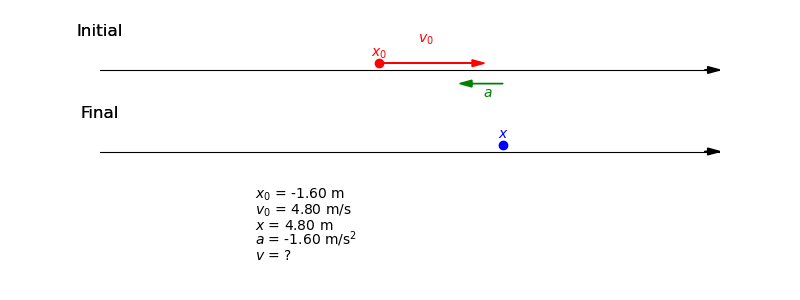 Initial
v₀
x₀
a
Final
x
x₀ = -1.60 m
v₀ = 4.80 m/s
x = 4.80 m
a = -1.60 m/s²
v = ?